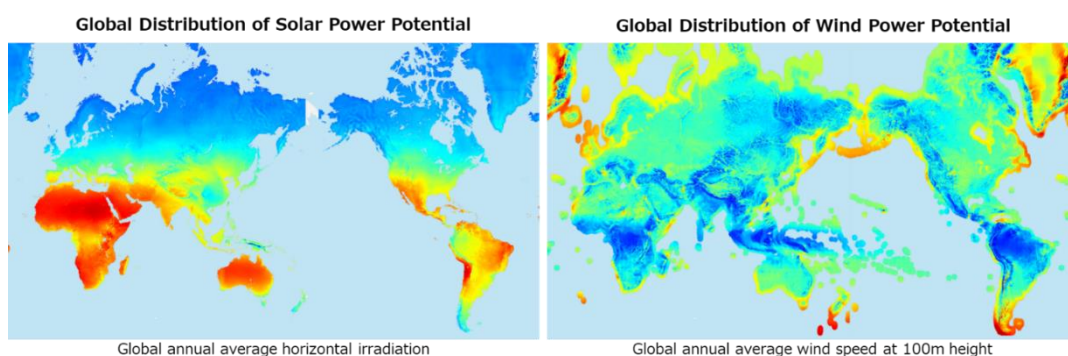 Global Distribution of Solar Power Potential
Global Distribution of Wind Power Potential
Global annual average horizontal irradiation
Global annual average wind speed at 100m height